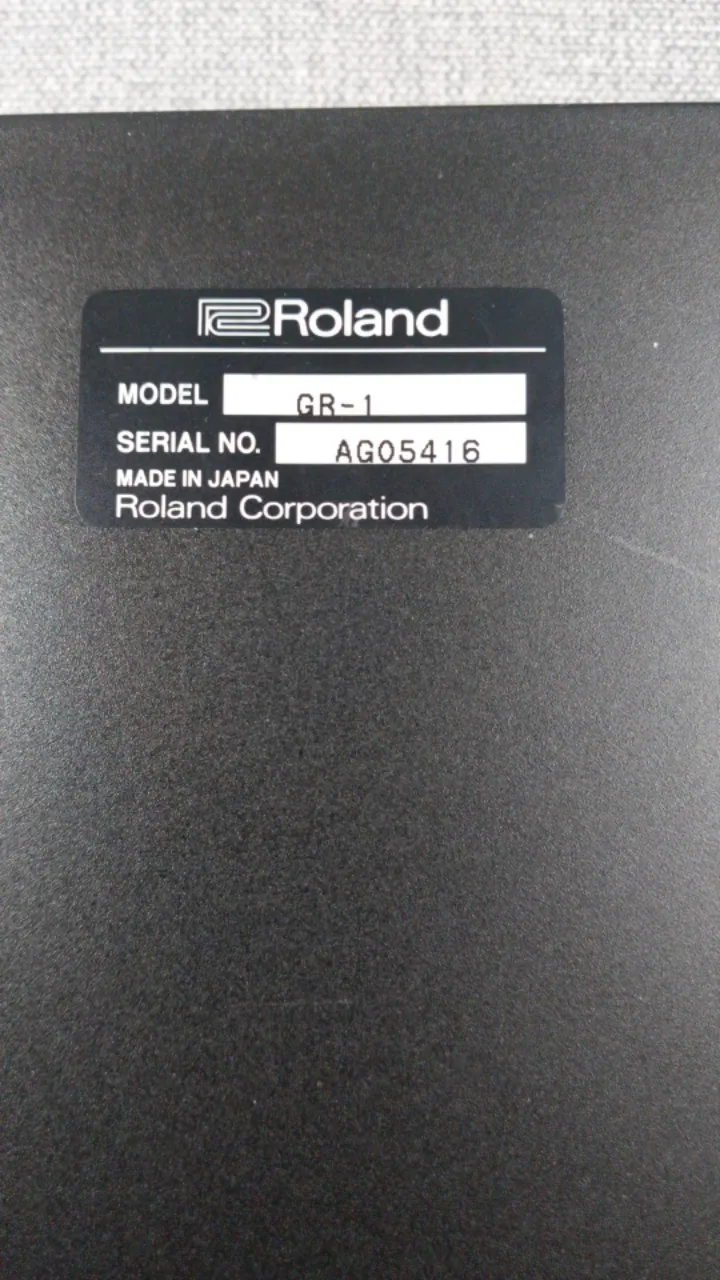 Roland
MODEL GR-1
SERIAL NO. AG05416
MADE IN JAPAN
Roland Corporation